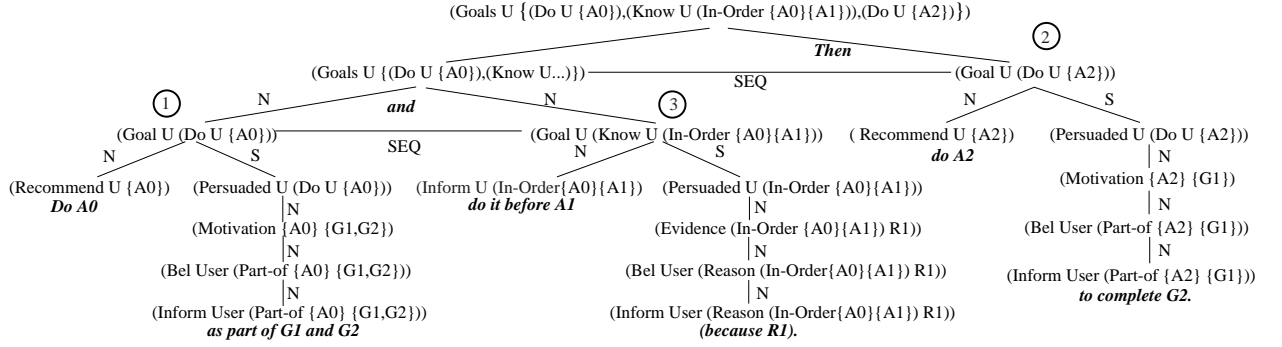 (Goals U {(Do U {A0}),(Know U (In-Order {A0}{A1})),(Do U {A2})})
Then
2
(Goals U {(Do U {A0}),(Know U...)})
SEQ
(Goal U (Do U {A2}))
1
N
and
N
3
N
S
(Goal U (Do U {A0}))
SEQ
(Goal U (Know U (In-Order {A0}{A1}))
( Recommend U {A2})
do A2
(Persuaded U (Do U {A2}))
N
S
N
S
N
(Recommend U {A0})
Do A0
(Persuaded U (Do U {A0}))
(Inform U (In-Order{A0}{A1})
do it before A1
(Persuaded U (In-Order {A0}{A1}))
(Motivation {A2} {G1})
N
N
N
(Motivation {A0} {G1,G2})
(Evidence (In-Order {A0}{A1}) R1)
(Bel User (Part-of {A2} {G1}))
N
N
N
(Bel User (Part-of {A0} {G1,G2}))
(Bel User (Reason (In-Order{A0}{A1}) R1))
(Inform User (Part-of {A2} {G1}))
to complete G2.
N
N
(Inform User (Part-of {A0} {G1,G2}))
as part of G1 and G2
(Inform User (Reason (In-Order{A0}{A1}) R1))
(because R1).